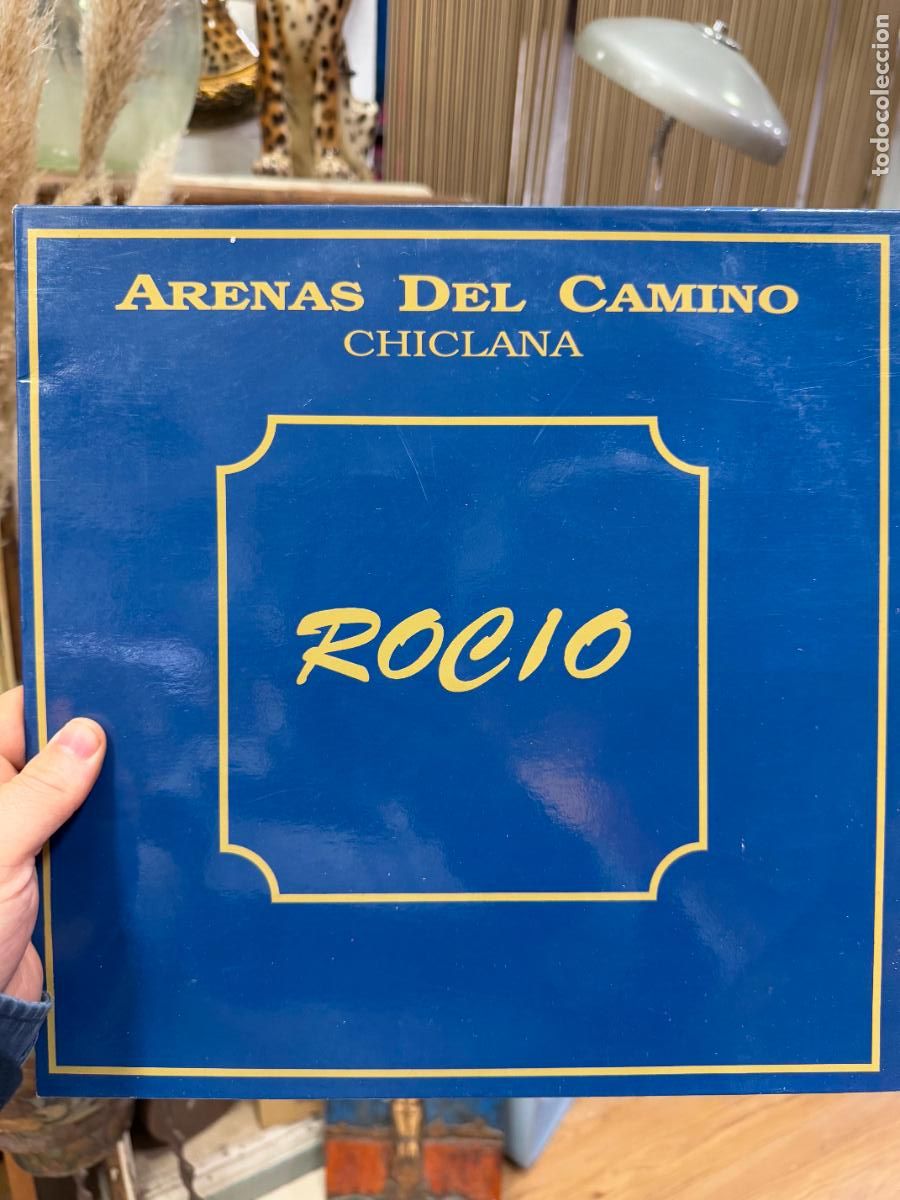 todocoleccion
ARENAS DEL CAMINO
CHICLANA
ROCIO